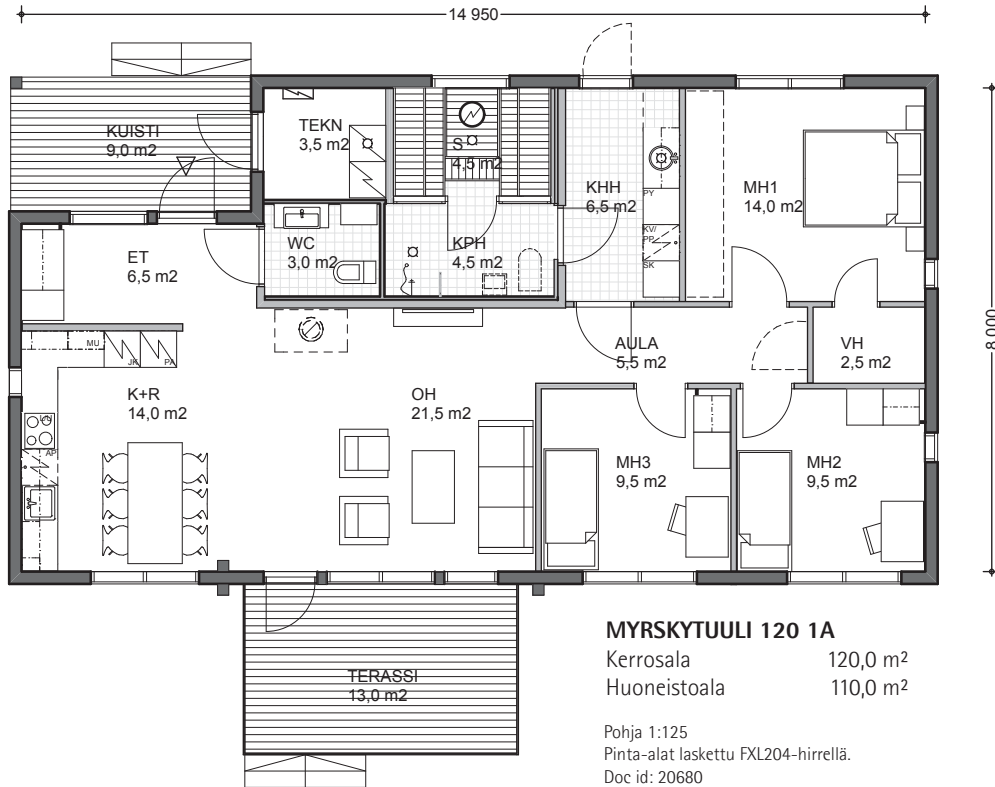 14 950
KUISTI
9,0 m2
TEKN
3,5 m2
S
4,5 m2
KHH
6,5 m2
PY
KV/
PP
SK
MH1
14,0 m2
ET
6,5 m2
WC
3,0 m2
KPH
4,5 m2
8 000
MU
JK
PA
AULA
5,5 m2
VH
2,5 m2
K+R
14,0 m2
OH
21,5 m2
LIU
AP
MH3
9,5 m2
MH2
9,5 m2
TERASSI
13,0 m2
MYRSKYTUULI 120 1A
Kerrosala 120,0 m²
Huoneistoala 110,0 m²
Pohja 1:125
Pinta-alat laskettu FXL204-hirrellä.
Doc id: 20680